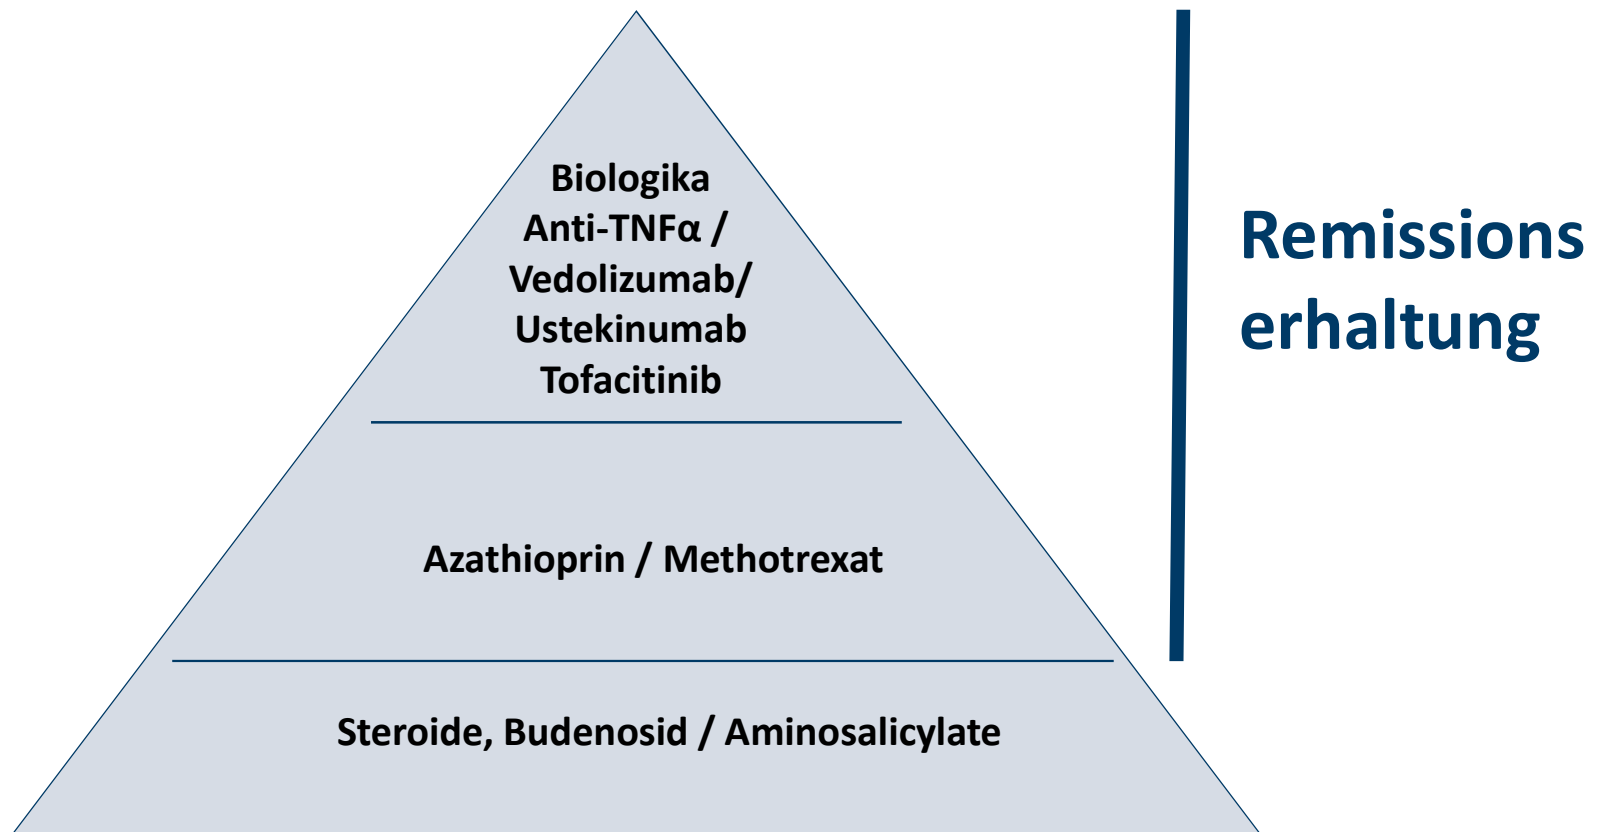 Biologika
Anti-TNFα /
Vedolizumab/
Ustekinumab
Tofacitinib
Remissions
erhaltung
Azathioprin / Methotrexat
Steroide, Budenosid / Aminosalicylate